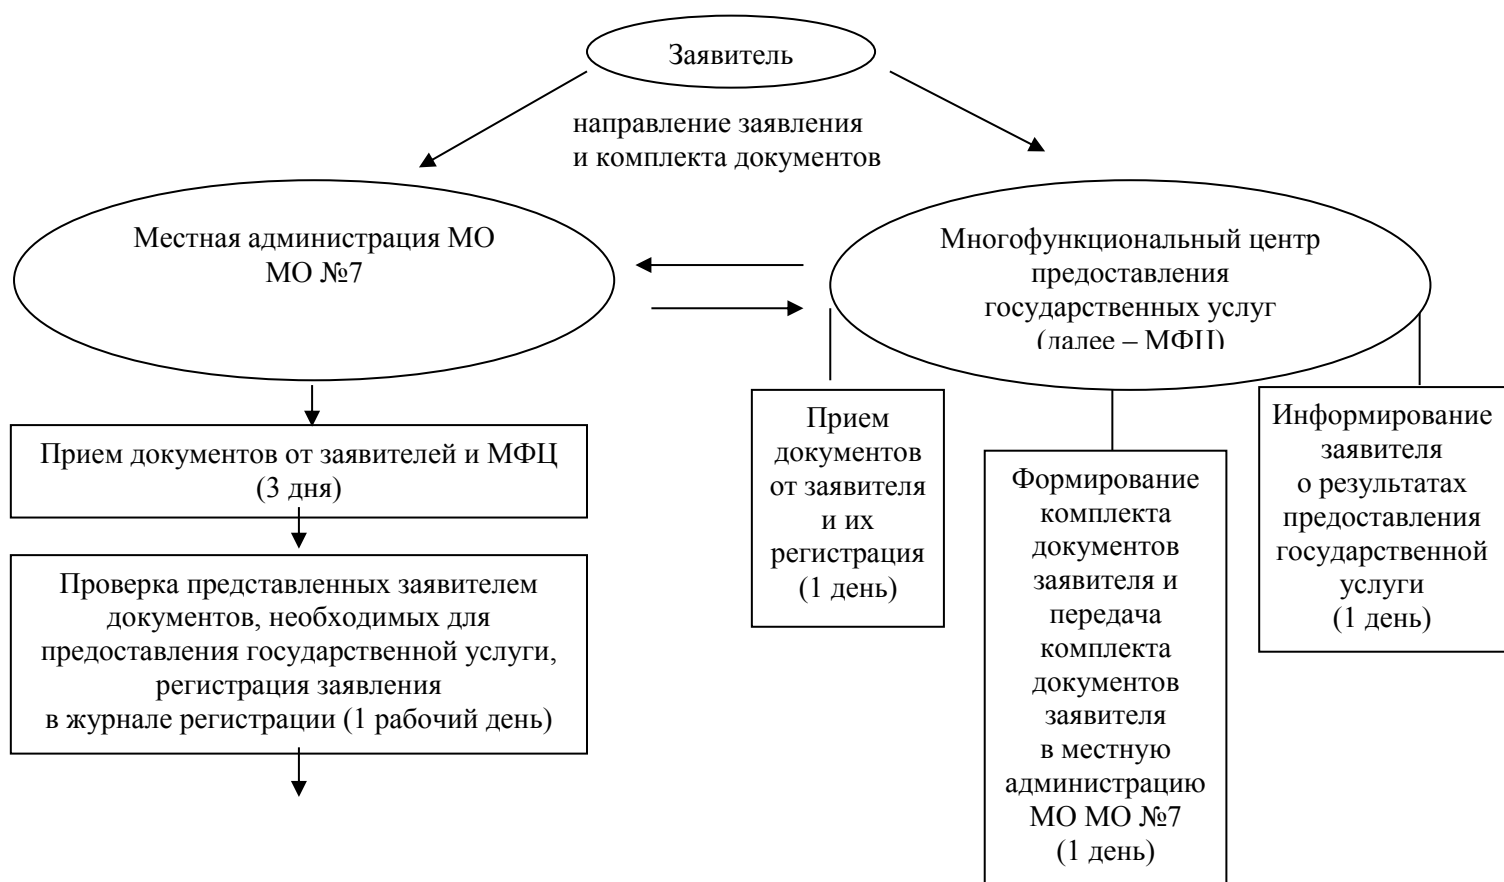 Заявитель
направление заявления
и комплекта документов
Местная администрация МО
МО №7
Многофункциональный центр
предоставления
государственных услуг
(далее – МФЦ)
Прием документов от заявителей и МФЦ
(3 дня)
Проверка представленных заявителем
документов, необходимых для
предоставления государственной услуги,
регистрация заявления
в журнале регистрации (1 рабочий день)
Прием
документов
от заявителя
и их
регистрация
(1 день)
Формирование
комплекта
документов
заявителя и
передача
комплекта
документов
заявителя
в местную
администрацию
МО МО №7
(1 день)
Информирование
заявителя
о результатах
предоставления
государственной
услуги
(1 день)